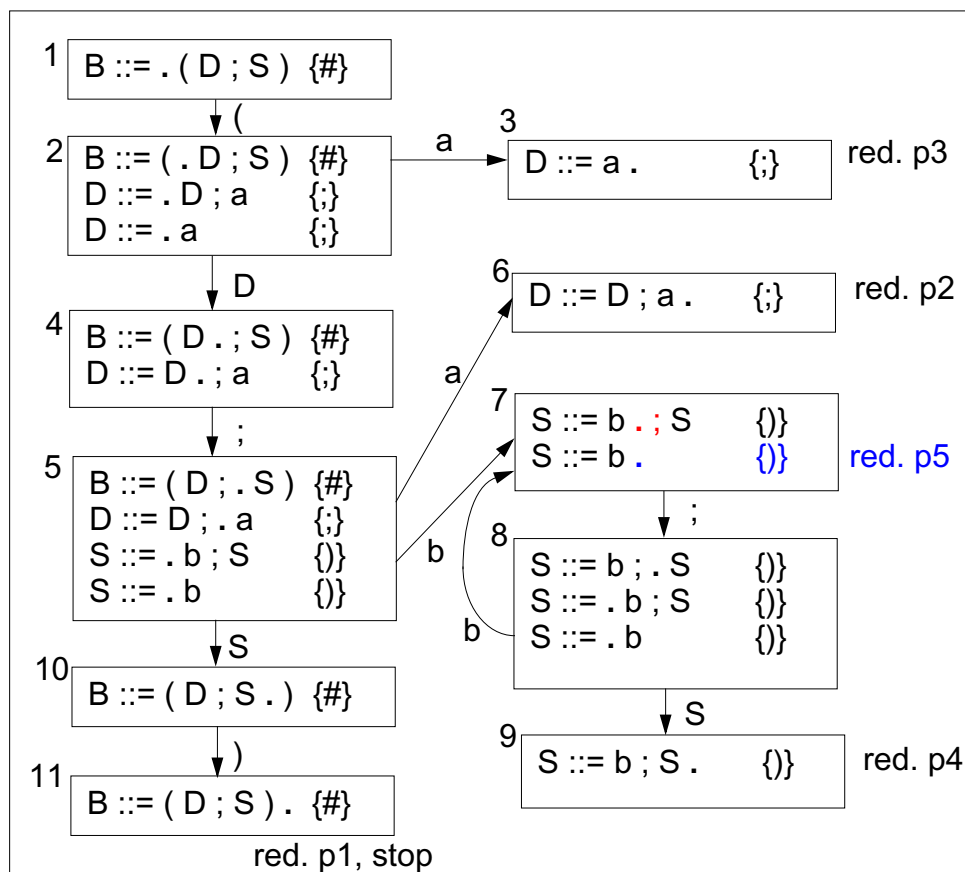 1
B ::= . ( D ; S ) {#}
(
2
B ::= ( . D ; S ) {#}
D ::= . D ; a {;}
D ::= . a {;}
a
3
D ::= a . {;}
red. p3
D
4
B ::= ( D . ; S ) {#}
D ::= D . ; a {;}
;
5
B ::= ( D ; . S ) {#}
D ::= D ; . a {;}
S ::= . b ; S {)}
S ::= . b {)}
a
6
D ::= D ; a . {;}
red. p2
b
7
S ::= b . ; S {)}
S ::= b . {)}
red. p5
;
8
S ::= b ; . S {)}
S ::= . b ; S {)}
S ::= . b {)}
b
S
9
S ::= b ; S . {)}
red. p4
S
10
B ::= ( D ; S . ) {#}
)
11
B ::= ( D ; S ) . {#}
red. p1, stop